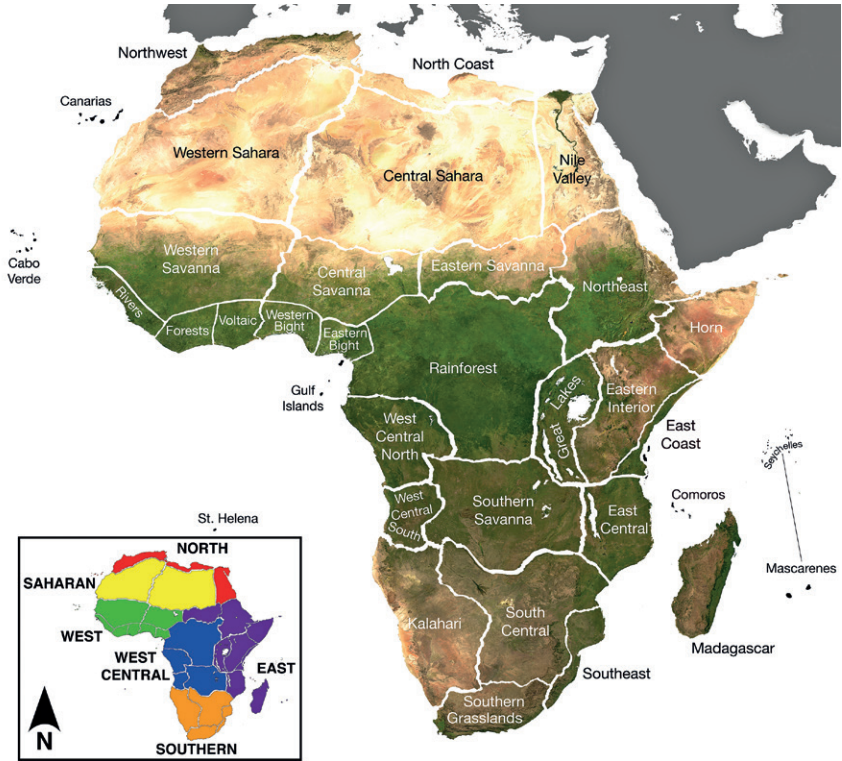 Northwest
North Coast
Canarias
Western Sahara
Central Sahara
Nile
Valley
Cabo
Verde
Western
Savanna
Central
Savanna
Eastern Savanna
Northeast
Rivers
Forests
Voltaic
Western
Bight
Eastern
Bight
Horn
Gulf
Islands
Rainforest
Great Lakes
Eastern
Interior
East
Coast
West
Central
North
Seychelles
West
Central
South
Southern
Savanna
East
Central
Comoros
Mascarenes
St. Helena
Kalahari
South
Central
Madagascar
Southeast
Southern
Grasslands
NORTH
SAHARAN
WEST
WEST
CENTRAL
EAST
SOUTHERN
N